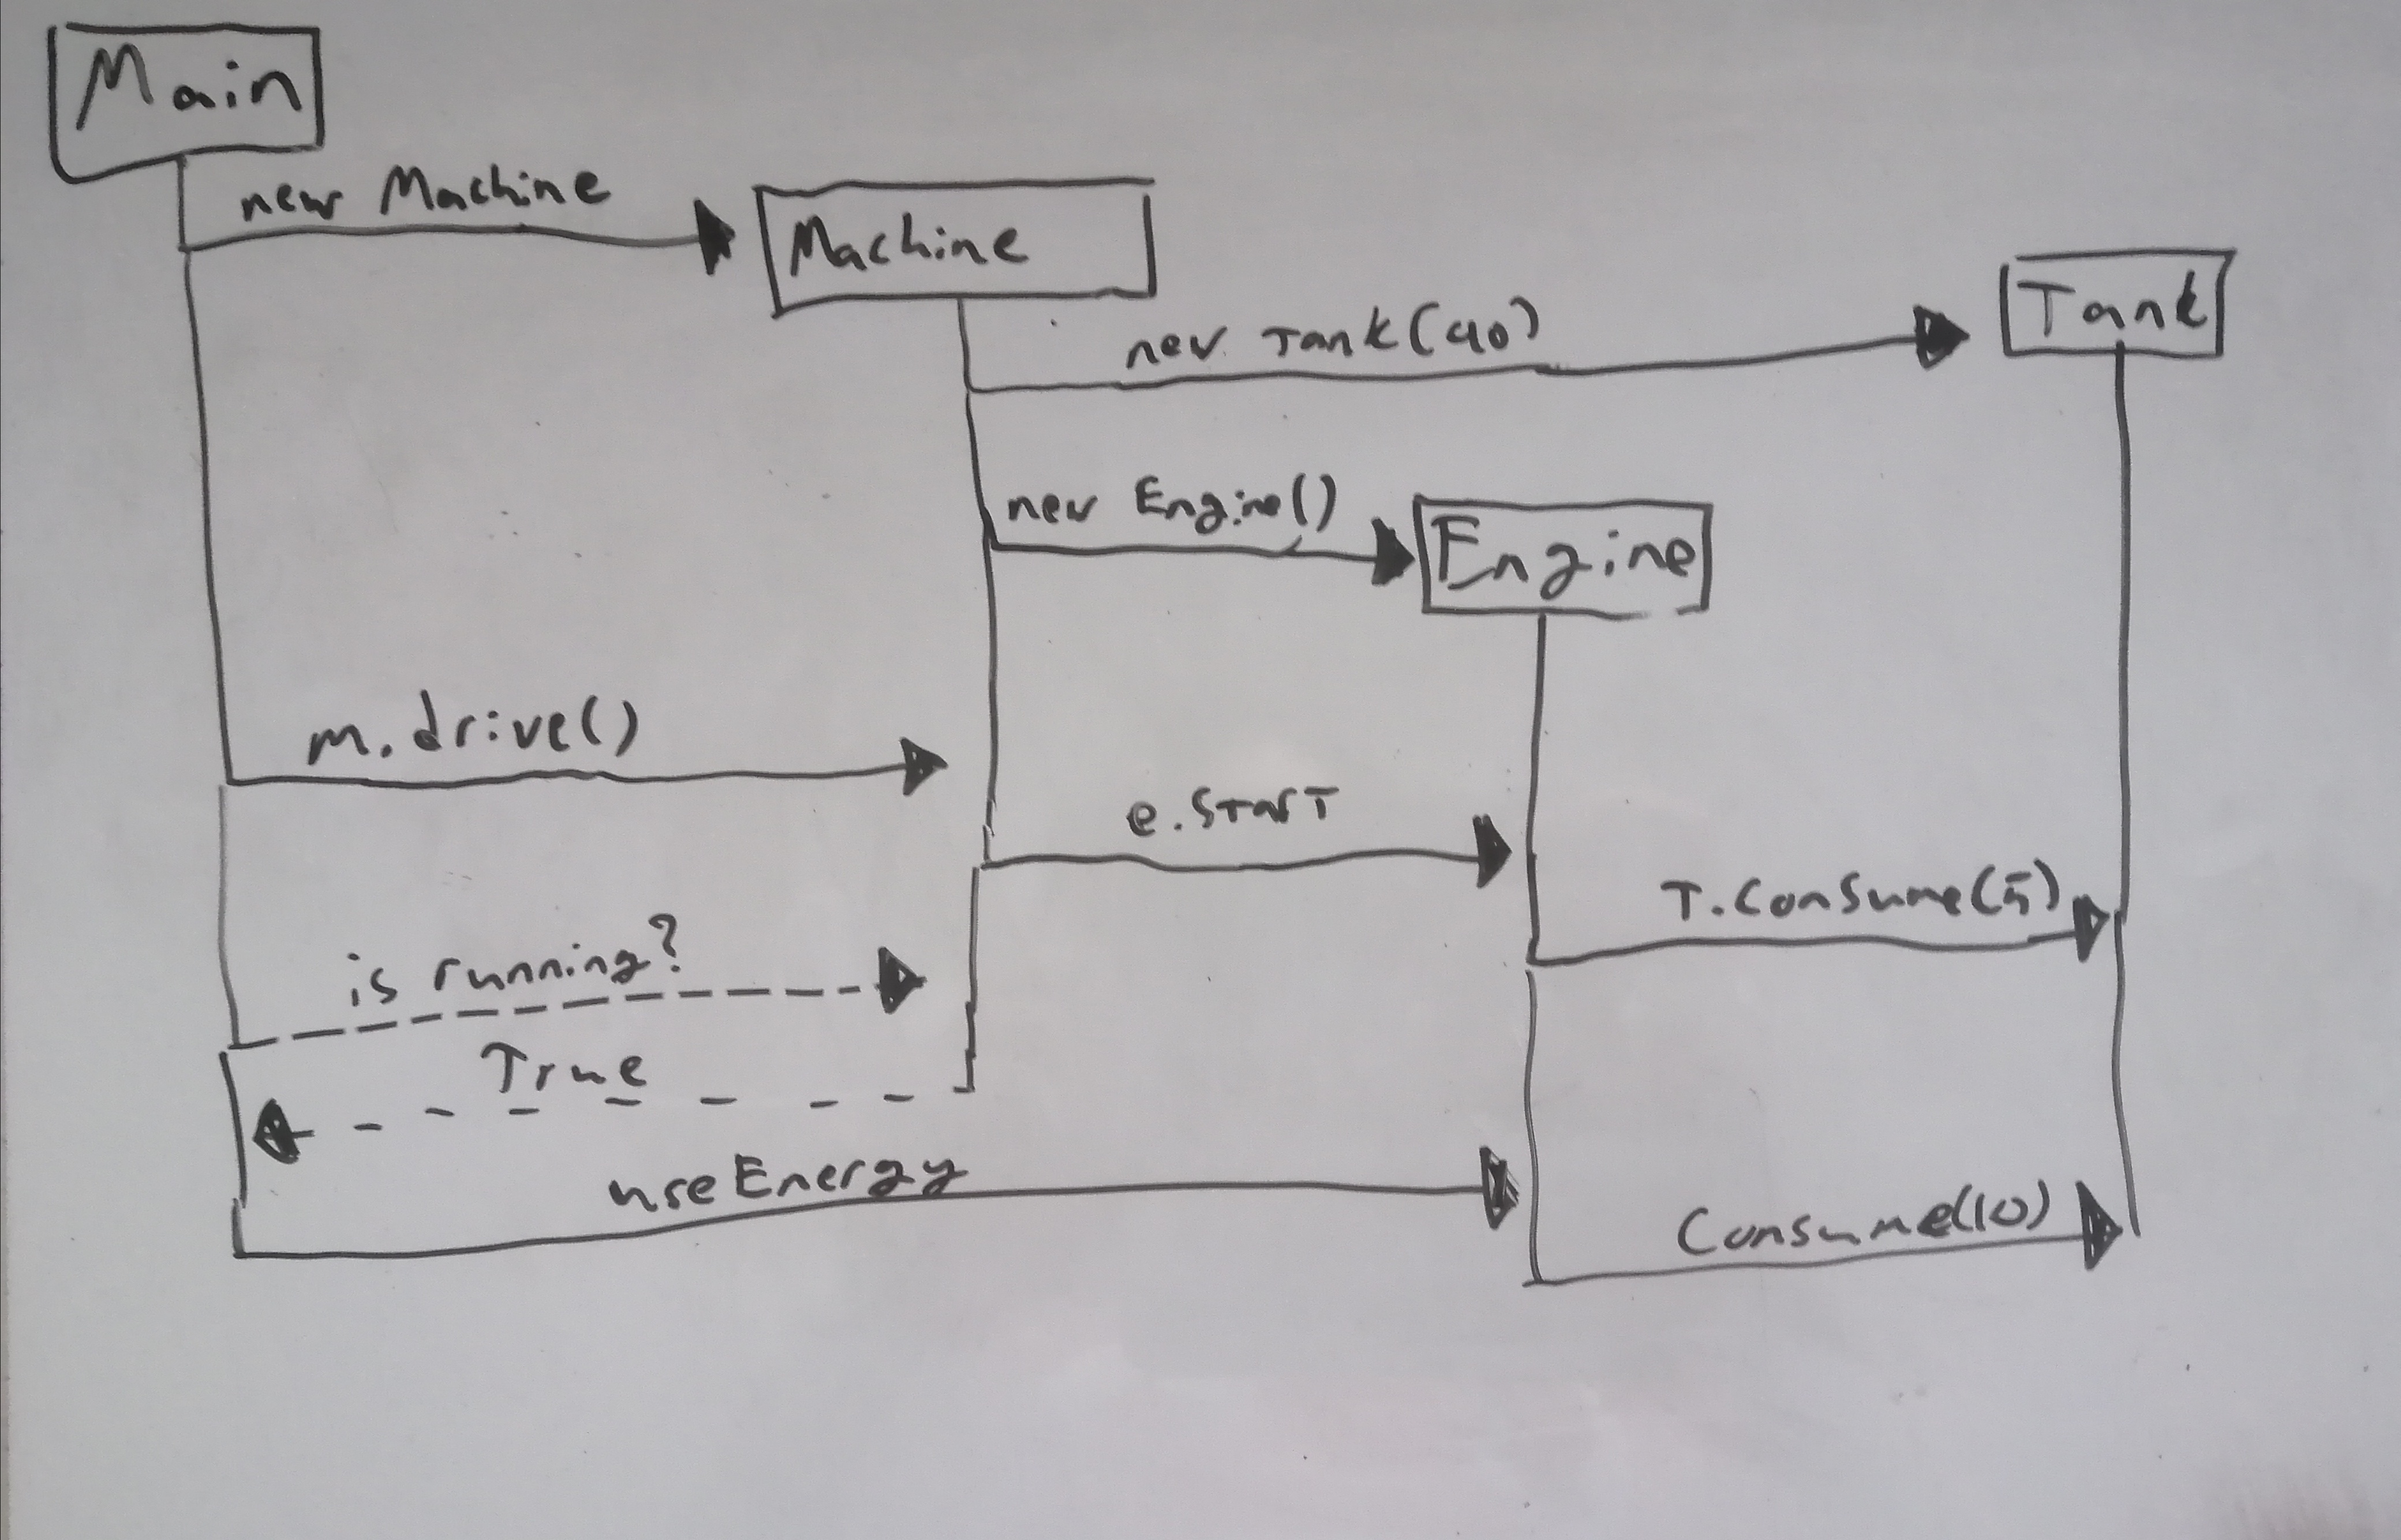 Main
new Machine
Machine
new Tank(40)
Tank
new Engine()
Engine
m.drive()
e.start
T.Consume(5)
is running?
True
useEnergy
Consume(10)